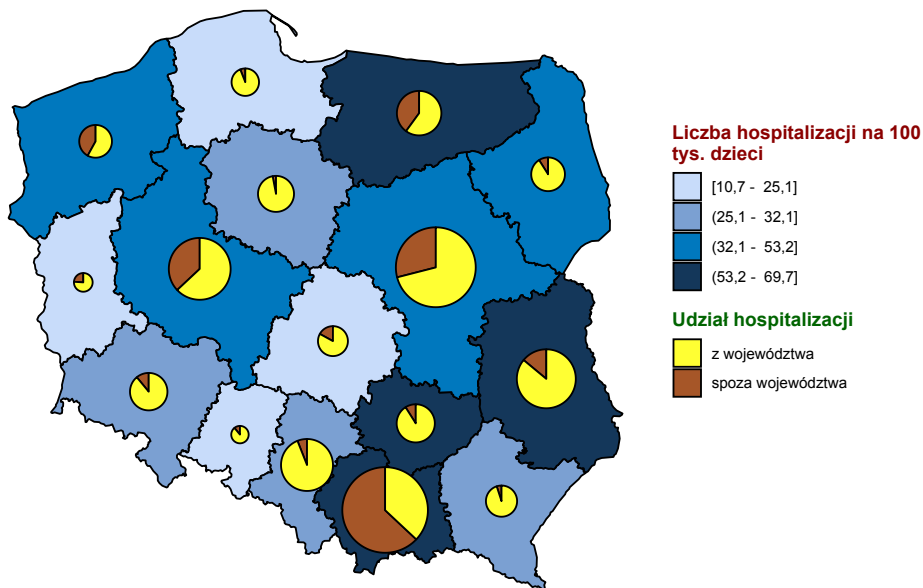 Liczba hospitalizacji na 100
tys. dzieci
[10,7 - 25,1]
(25,1 - 32,1]
(32,1 - 53,2]
(53,2 - 69,7]
Udział hospitalizacji
z województwa
spoza województwa